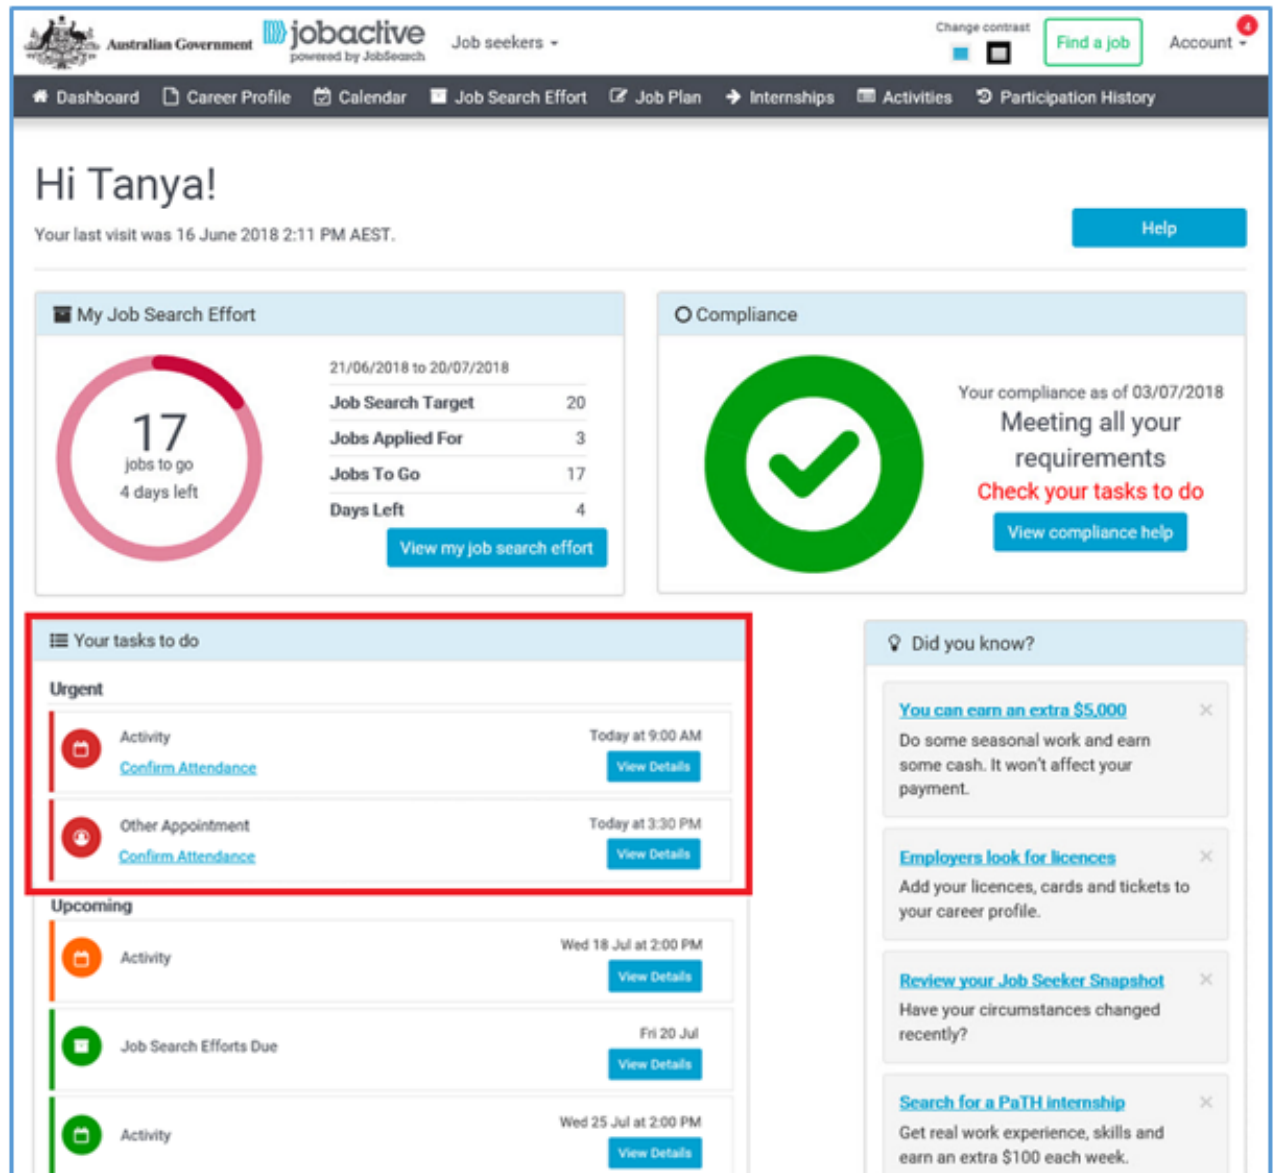 Australian Government
jobactive
powered by JobSearch
Job seekers
Change contrast
Find a job
Account
4
Dashboard
Career Profile
Calendar
Job Search Effort
Job Plan
Internships
Activities
Participation History
Hi Tanya!
Your last visit was 16 June 2018 2:11 PM AEST.
Help
My Job Search Effort
17
jobs to go
4 days left
21/06/2018 to 20/07/2018
Job Search Target 20
Jobs Applied For 3
Jobs To Go 17
Days Left 4
View my job search effort
Compliance
Your compliance as of 03/07/2018
Meeting all your
requirements
Check your tasks to do
View compliance help
Your tasks to do
Urgent
Activity
Today at 9:00 AM
Confirm Attendance
View Details
Other Appointment
Today at 3:30 PM
Confirm Attendance
View Details
Upcoming
Activity
Wed 18 Jul at 2:00 PM
View Details
Job Search Efforts Due
Fri 20 Jul
View Details
Activity
Wed 25 Jul at 2:00 PM
View Details
Did you know?
You can earn an extra $5,000
Do some seasonal work and earn
some cash. It won't affect your
payment.
Employers look for licences
Add your licences, cards and tickets to
your career profile.
Review your Job Seeker Snapshot
Have your circumstances changed
recently?
Search for a PaTH internship
Get real work experience, skills and
earn an extra $100 each week.